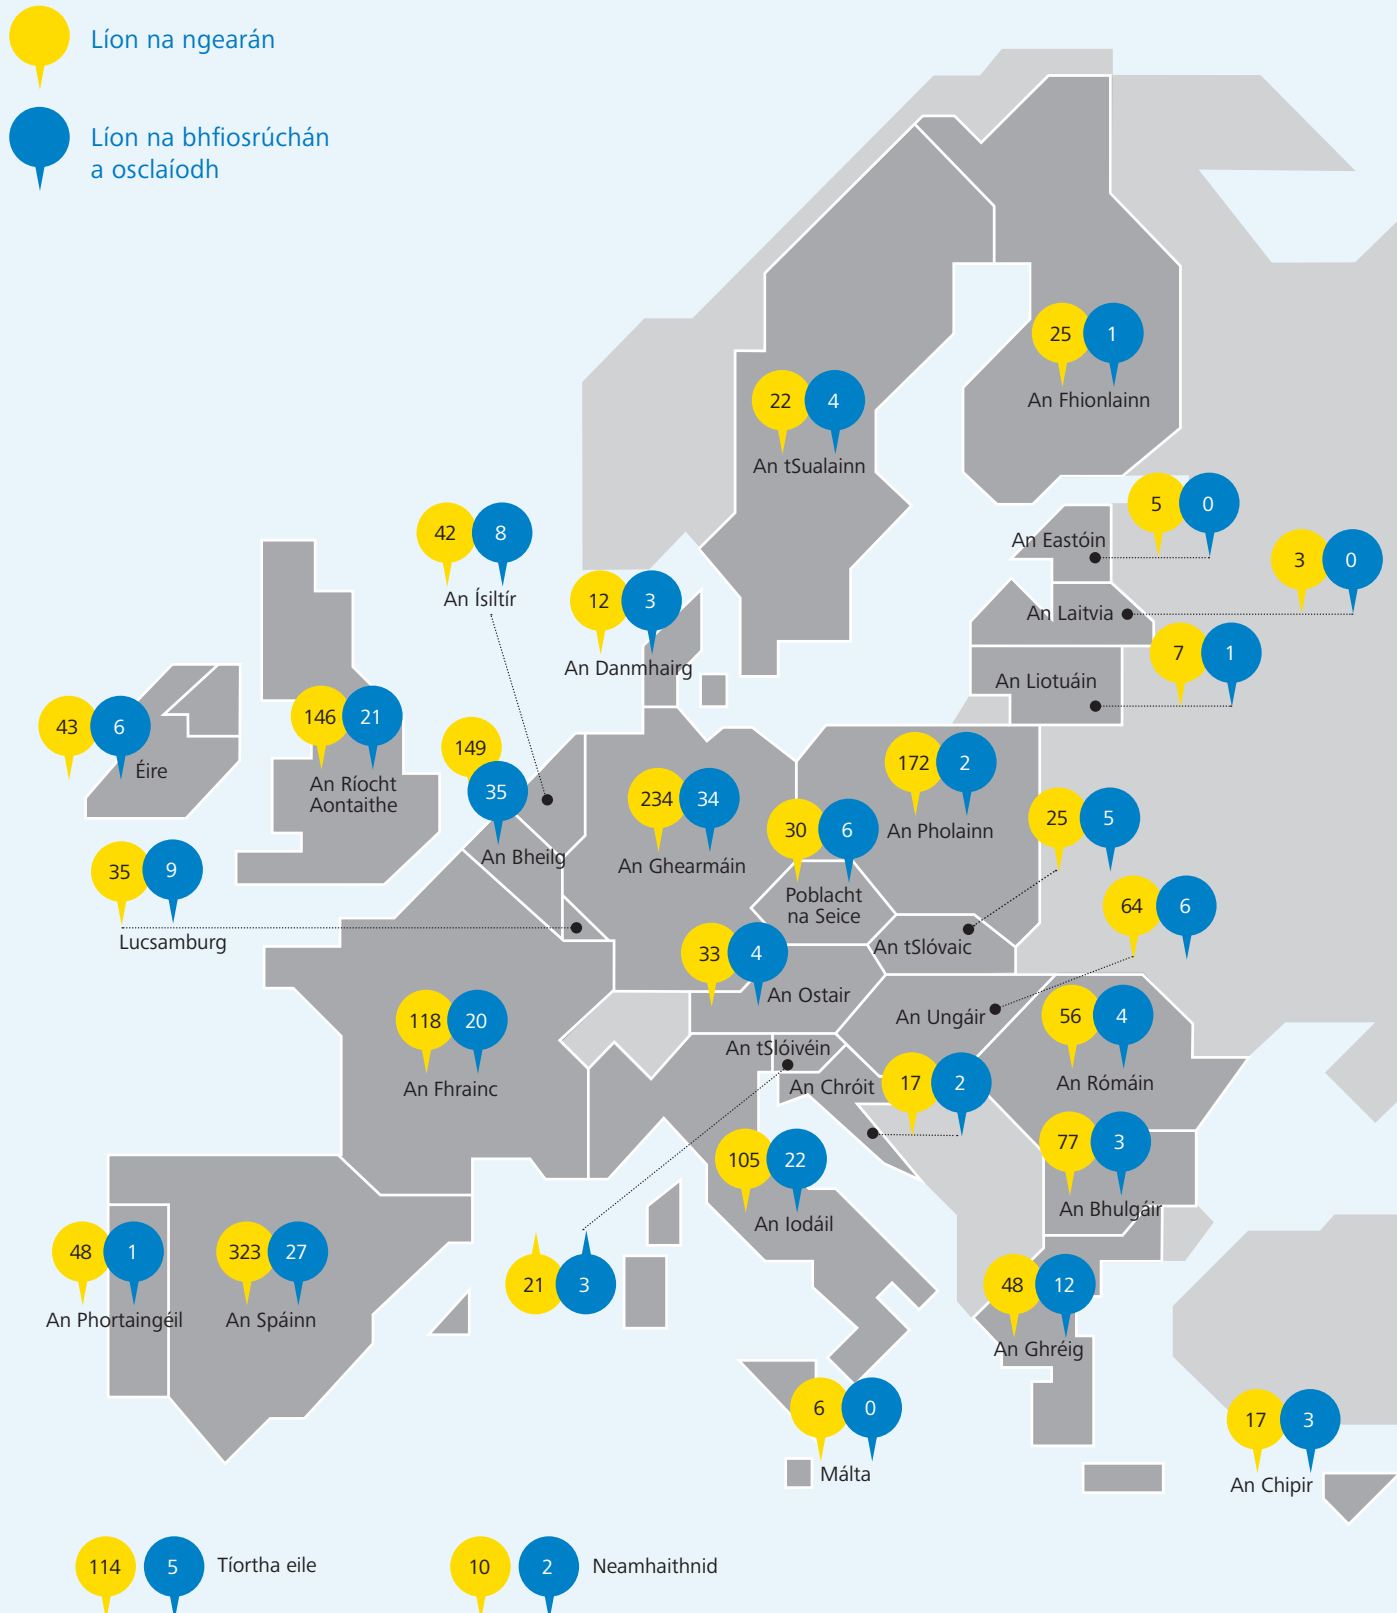 Líon na ngearán
Líon na bhfiosrúchán
a osclaíodh
25
1
An Fhionlainn
22
4
An tSualainn
5
0
An Eastóin
42
8
An Ísiltír
3
0
An Laitvia
12
3
An Danmhairg
7
1
An Liotuáin
43
6
Éire
146
21
An Ríocht
Aontaithe
149
35
An Bheilg
234
34
An Ghearmáin
172
2
An Pholainn
30
6
Poblacht
na Seice
25
5
An tSlóvaic
35
9
Lucsamburg
64
6
An Ungáir
33
4
An Ostair
118
20
An Fhrainc
56
4
An Rómáin
An tSlóivéin
An Chróit
17
2
77
3
An Bhulgáir
105
22
An Iodáil
48
1
An Phortaingéil
323
27
An Spáinn
21
3
48
12
An Ghréig
6
0
Málta
17
3
An Chipir
114
5
Tíortha eile
10
2
Neamhaithnid